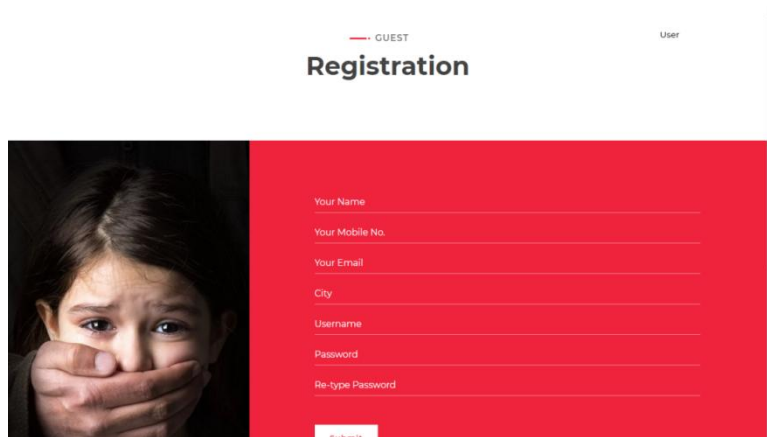 GUEST
User
Registration
Your Name
Your Mobile No.
Your Email
City
Username
Password
Re-type Password